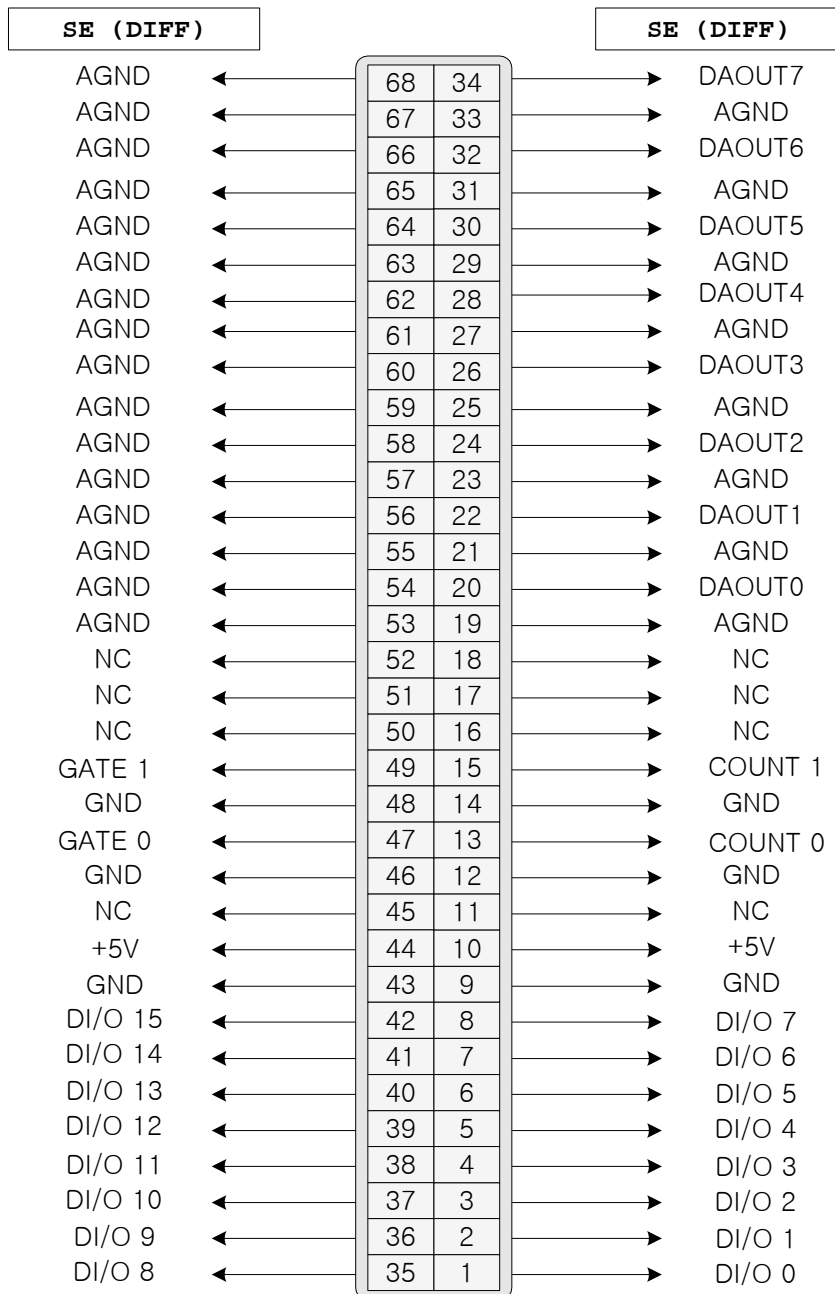 SE (DIFF) SE (DIFF)
AGND 68 34 DAOUT7
AGND 67 33 AGND
AGND 66 32 DAOUT6
AGND 65 31 AGND
AGND 64 30 DAOUT5
AGND 63 29 AGND
AGND 62 28 DAOUT4
AGND 61 27 AGND
AGND 60 26 DAOUT3
AGND 59 25 AGND
AGND 58 24 DAOUT2
AGND 57 23 AGND
AGND 56 22 DAOUT1
AGND 55 21 AGND
AGND 54 20 DAOUT0
AGND 53 19 AGND
NC 52 18 NC
NC 51 17 NC
NC 50 16 NC
GATE 1 49 15 COUNT 1
GND 48 14 GND
GATE 0 47 13 COUNT 0
GND 46 12 GND
NC 45 11 NC
+5V 44 10 +5V
GND 43 9 GND
DI/O 15 42 8 DI/O 7
DI/O 14 41 7 DI/O 6
DI/O 13 40 6 DI/O 5
DI/O 12 39 5 DI/O 4
DI/O 11 38 4 DI/O 3
DI/O 10 37 3 DI/O 2
DI/O 9 36 2 DI/O 1
DI/O 8 35 1 DI/O 0